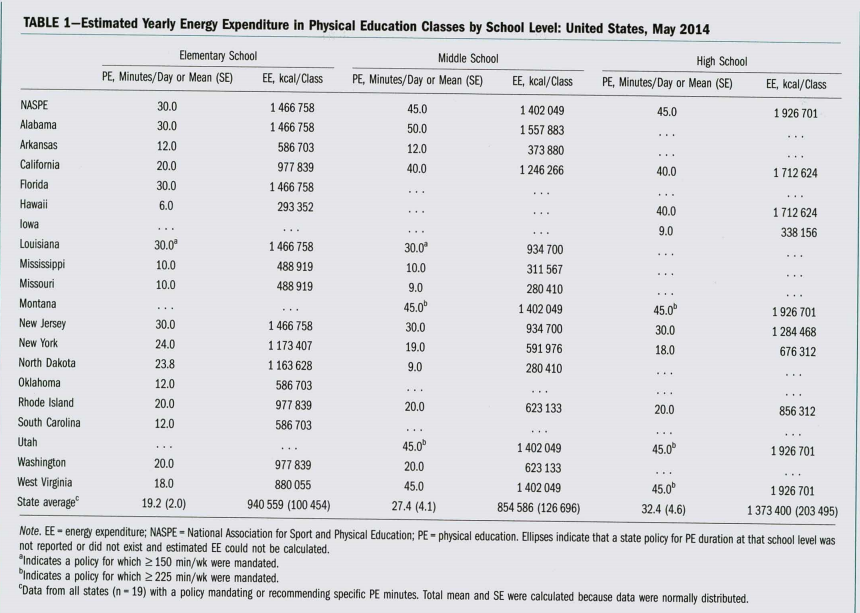 TABLE 1—Estimated Yearly Energy Expenditure in Physical Education Classes by School Level: United States, May 2014
Elementary School Middle School High School
PE, Minutes/Day or Mean (SE) EE, kcal/Class PE, Minutes/Day or Mean (SE) EE, kcal/Class PE, Minutes/Day or Mean (SE) EE, kcal/Class
NASPE 30.0 1 466 758 45.0 1 402 049 45.0 1 926 701
Alabama 30.0 1 466 758 50.0 1 557 883 . . . . . .
Arkansas 12.0 586 703 12.0 373 880 . . . . . .
California 20.0 977 839 40.0 1 246 266 40.0 1 712 624
Florida 30.0 1 466 758 . . . . . . . . . . . .
Hawaii 6.0 293 352 . . . . . . 40.0 1 712 624
Iowa . . . . . . . . . . . . 9.0 338 156
Louisiana 30.0a 1 466 758 30.0a 934 700 . . . . . .
Mississippi 10.0 488 919 10.0 311 567 . . . . . .
Missouri 10.0 488 919 9.0 280 410 . . . . . .
Montana . . . . . . 45.0b 1 402 049 45.0b 1 926 701
New Jersey 30.0 1 466 758 30.0 934 700 30.0 1 284 468
New York 24.0 1 173 407 19.0 591 976 18.0 676 312
North Dakota 23.8 1 163 628 9.0 280 410 . . . . . .
Oklahoma 12.0 586 703 . . . . . . . . . . . .
Rhode Island 20.0 977 839 20.0 623 133 20.0 856 312
South Carolina 12.0 586 703 . . . . . . . . . . . .
Utah . . . . . . 45.0b 1 402 049 45.0b 1 926 701
Washington 20.0 977 839 20.0 623 133 . . . . . .
West Virginia 18.0 880 055 45.0 1 402 049 45.0b 1 926 701
State averagec 19.2 (2.0) 940 559 (100 454) 27.4 (4.1) 854 586 (126 696) 32.4 (4.6) 1 373 400 (203 495)
Note. EE = energy expenditure; NASPE = National Association for Sport and Physical Education; PE = physical education. Ellipses indicate that a state policy for PE duration at that school level was
not reported or did not exist and estimated EE could not be calculated.
aIndicates a policy for which ≥ 150 min/wk were mandated.
bIndicates a policy for which ≥ 225 min/wk were mandated.
cData from all states (n = 19) with a policy mandating or recommending specific PE minutes. Total mean and SE were calculated because data were normally distributed.